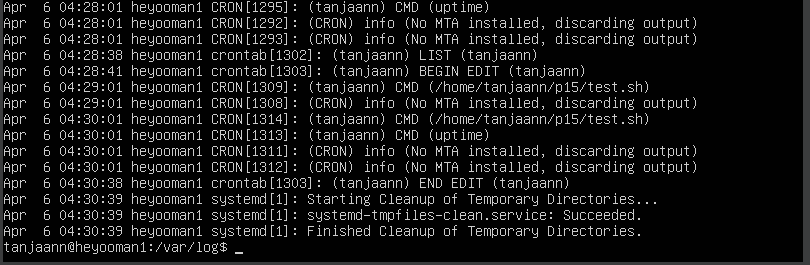 Apr  6 04:28:01 heyooman1 CRON[1295]: (tanjaann) CMD (uptime)
Apr  6 04:28:01 heyooman1 CRON[1292]: (CRON) info (No MTA installed, discarding output)
Apr  6 04:28:01 heyooman1 CRON[1293]: (CRON) info (No MTA installed, discarding output)
Apr  6 04:28:38 heyooman1 crontab[1302]: (tanjaann) LIST (tanjaann)
Apr  6 04:28:41 heyooman1 crontab[1303]: (tanjaann) BEGIN EDIT (tanjaann)
Apr  6 04:29:01 heyooman1 CRON[1309]: (tanjaann) CMD (/home/tanjaann/p15/test.sh)
Apr  6 04:29:01 heyooman1 CRON[1308]: (CRON) info (No MTA installed, discarding output)
Apr  6 04:30:01 heyooman1 CRON[1314]: (tanjaann) CMD (/home/tanjaann/p15/test.sh)
Apr  6 04:30:01 heyooman1 CRON[1313]: (tanjaann) CMD (uptime)
Apr  6 04:30:01 heyooman1 CRON[1311]: (CRON) info (No MTA installed, discarding output)
Apr  6 04:30:01 heyooman1 CRON[1312]: (CRON) info (No MTA installed, discarding output)
Apr  6 04:30:38 heyooman1 crontab[1303]: (tanjaann) END EDIT (tanjaann)
Apr  6 04:30:39 heyooman1 systemd[1]: Starting Cleanup of Temporary Directories...
Apr  6 04:30:39 heyooman1 systemd[1]: systemd-tmpfiles-clean.service: Succeeded.
Apr  6 04:30:39 heyooman1 systemd[1]: Finished Cleanup of Temporary Directories.
tanjaann@heyooman1:/var/log$ _